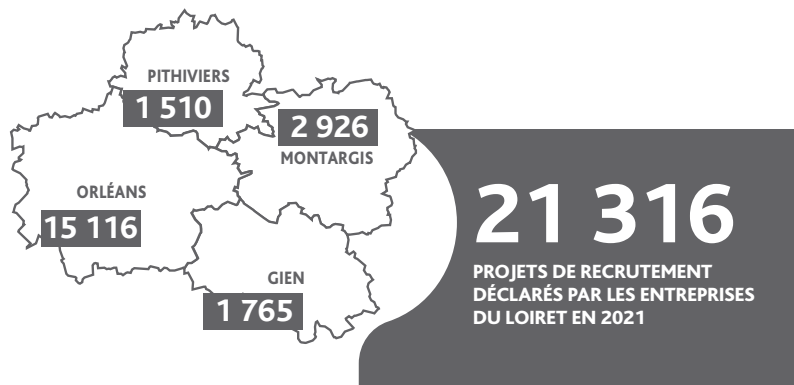 PITHIVIERS
1 510
2 926
MONTARGIS
ORLÉANS
15 116
GIEN
1 765
21 316
PROJETS DE RECRUTEMENT
DÉCLARÉS PAR LES ENTREPRISES
DU LOIRET EN 2021